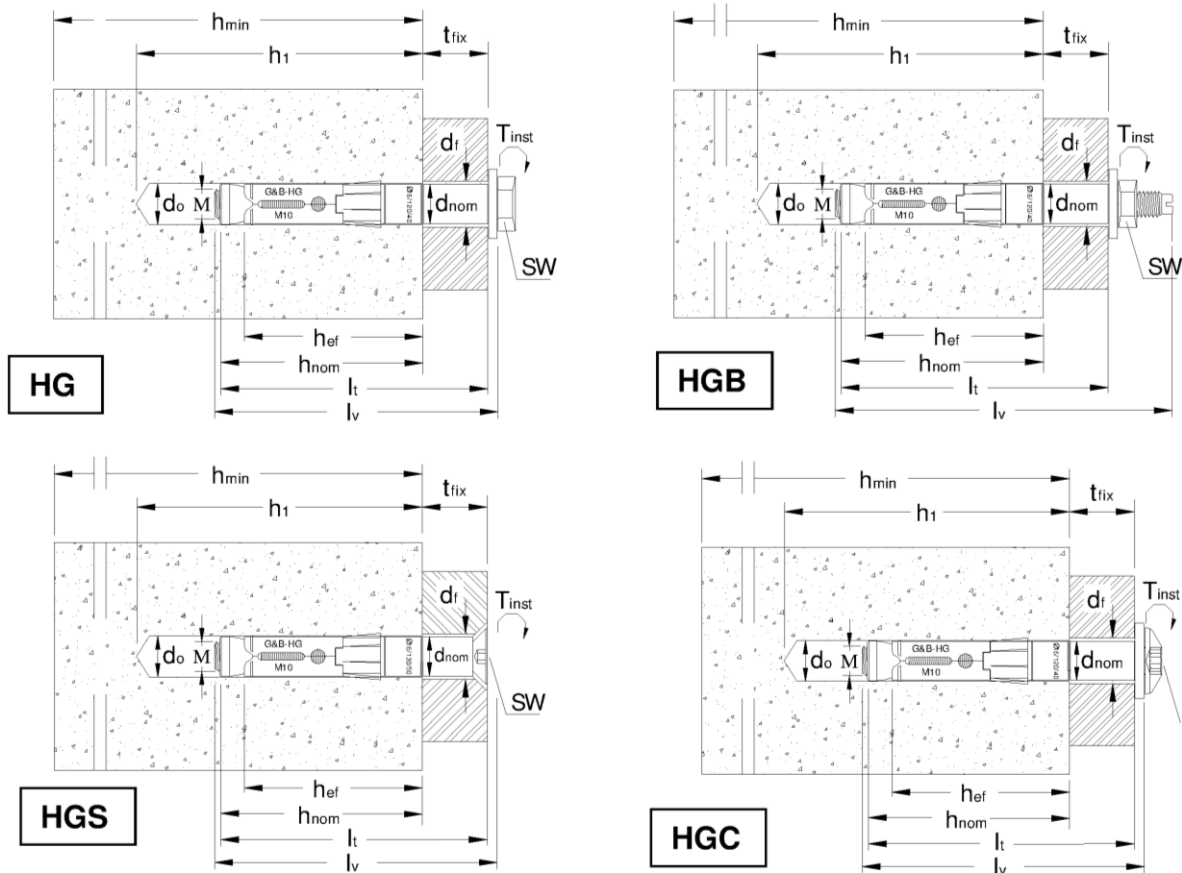 hmin
h1
tfix
df
Tinst
do
M
G&B-HG
M10
Ø16/120/40
dnom
SW
hef
hnom
lt
lv
HG
hmin
h1
tfix
df
Tinst
do
M
G&B-HG
M10
dnom
SW
hef
hnom
lt
lv
HGB
hmin
h1
tfix
df
Tinst
do
M
G&B-HG
M10
dnom
SW
hef
hnom
lt
lv
HGS
hmin
h1
tfix
df
Tinst
do
M
G&B-HG
M10
dnom
hef
hnom
lt
lv
HGC